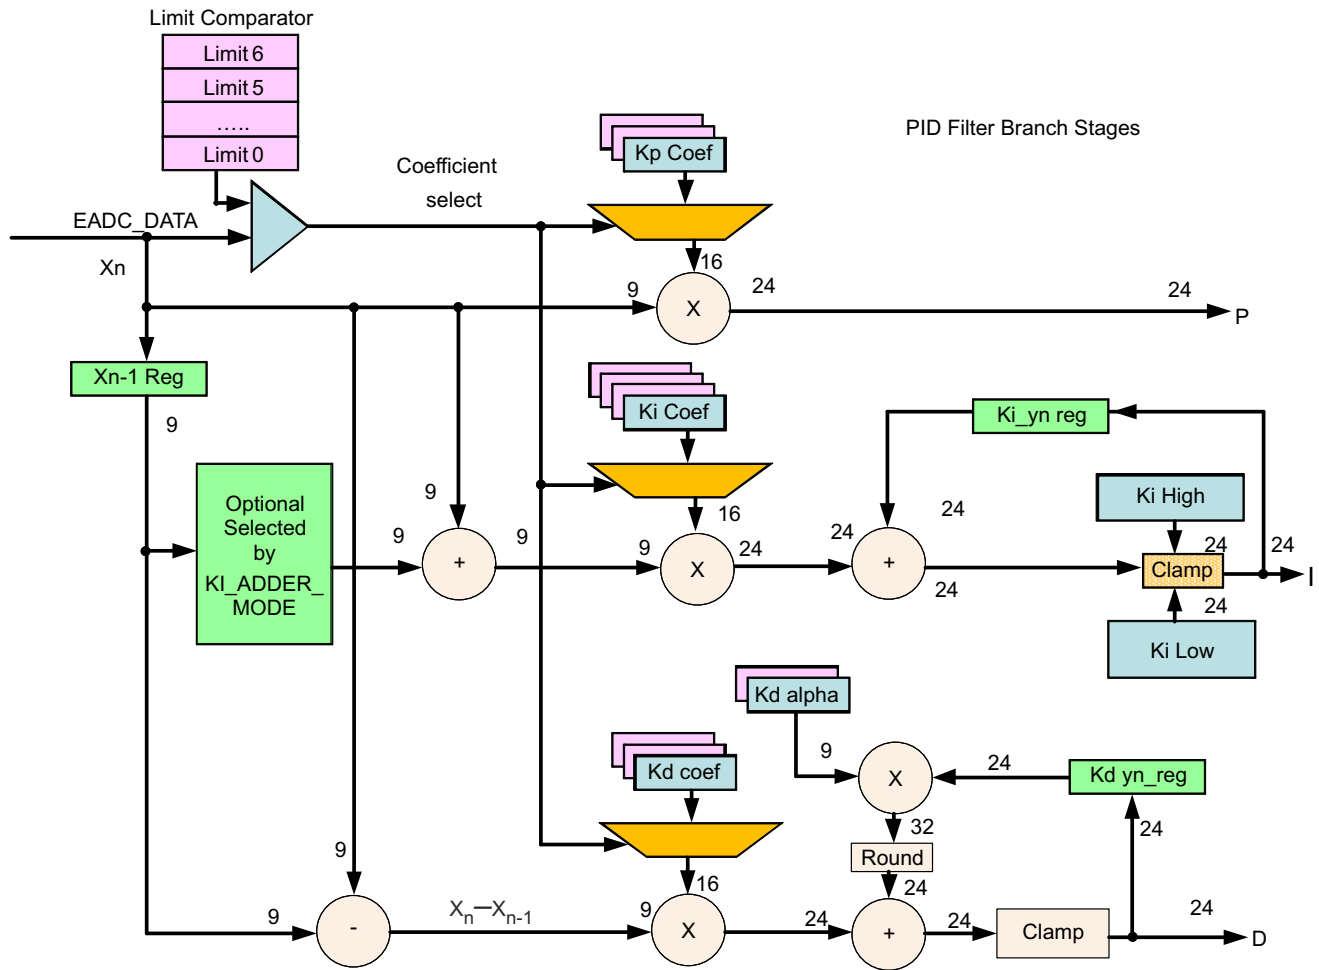 Limit Comparator
Limit 6
Limit 5
.....
Limit 0
PID Filter Branch Stages
Kp Coef
Coefficient
select
EADC_DATA
Xn
16
9
X
24
24
P
Xn-1 Reg
9
Ki Coef
Ki_yn reg
Optional
Selected
by
KI_ADDER_
MODE
9
9
+
9
16
9
X
24
24
+
24
24
Ki High
24
24
Clamp
I
24
Ki Low
Kd alpha
9
X
24
Kd yn_reg
Kd coef
32
24
Round
9
16
24
9
-
Xn—Xn-1
9
X
24
+
24
Clamp
24
D